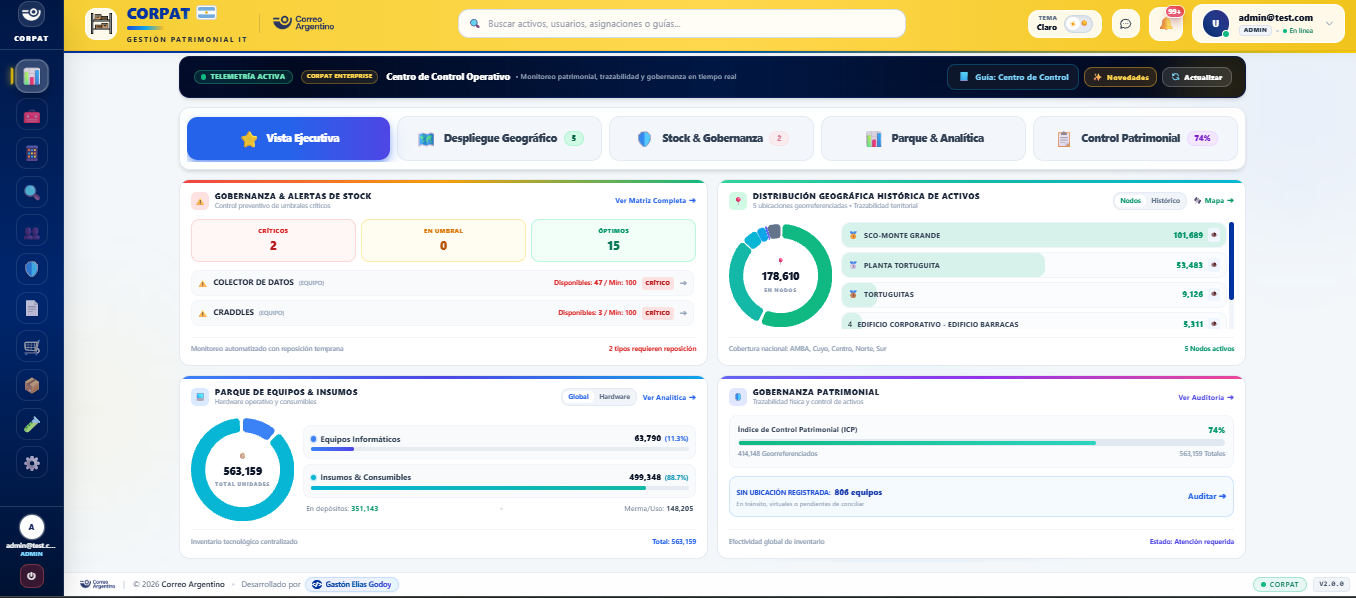 CORPAT
CORPAT
GESTIÓN PATRIMONIAL IT
Correo
Argentino
Buscar activos, usuarios, asignaciones o guías...
TEMA
Claro
99+
U
admin@test.com
ADMIN • En línea
TELEMETRÍA ACTIVA
CORPAT ENTERPRISE
Centro de Control Operativo
• Monitoreo patrimonial, trazabilidad y gobernanza en tiempo real
Guía: Centro de Control
Novedades
Actualizar
Vista Ejecutiva
Despliegue Geográfico 5
Stock & Gobernanza 2
Parque & Analítica
Control Patrimonial 74%
GOBERNANZA & ALERTAS DE STOCK
Control preventivo de umbrales críticos
Ver Matriz Completa →
CRÍTICOS
2
EN UMBRAL
0
ÓPTIMOS
15
COLECTOR DE DATOS (EQUIPO) Disponibles: 47 / Mín: 100 CRÍTICO →
CRADDLES (EQUIPO) Disponibles: 3 / Mín: 100 CRÍTICO →
Monitoreo automatizado con reposición temprana
2 tipos requieren reposición
DISTRIBUCIÓN GEOGRÁFICA HISTÓRICA DE ACTIVOS
5 ubicaciones georreferenciadas • Trazabilidad territorial
Nodos Histórico
Mapa →
178,610
EN NODOS
SCO-MONTE GRANDE 101,689
PLANTA TORTUGUITA 53,483
TORTUGUITAS 9,126
4 EDIFICIO CORPORATIVO - EDIFICIO BARRACAS 5,311
Cobertura nacional: AMBA, Cuyo, Centro, Norte, Sur
5 Nodos activos
PARQUE DE EQUIPOS & INSUMOS
Hardware operativo y consumibles
Global Hardware
Ver Analítica →
563,159
TOTAL UNIDADES
Equipos Informáticos 63,790 (11.3%)
Insumos & Consumibles 499,348 (88.7%)
En depósitos: 351,143 • Merma/Uso: 148,205
Inventario tecnológico centralizado
Total: 563,159
GOBERNANZA PATRIMONIAL
Trazabilidad física y control de activos
Ver Auditoría →
Índice de Control Patrimonial (ICP) 74%
414,148 Georreferenciados
563,159 Totales
SIN UBICACIÓN REGISTRADA: 806 equipos
En tránsito, virtuales o pendientes de conciliar
Auditar →
Efectividad global de inventario
Estado: Atención requerida
A
admin@test.c...
ADMIN
Correo
Argentino
© 2026 Correo Argentino • Desarrollado por Gastón Elias Godoy
CORPAT
V2.0.0